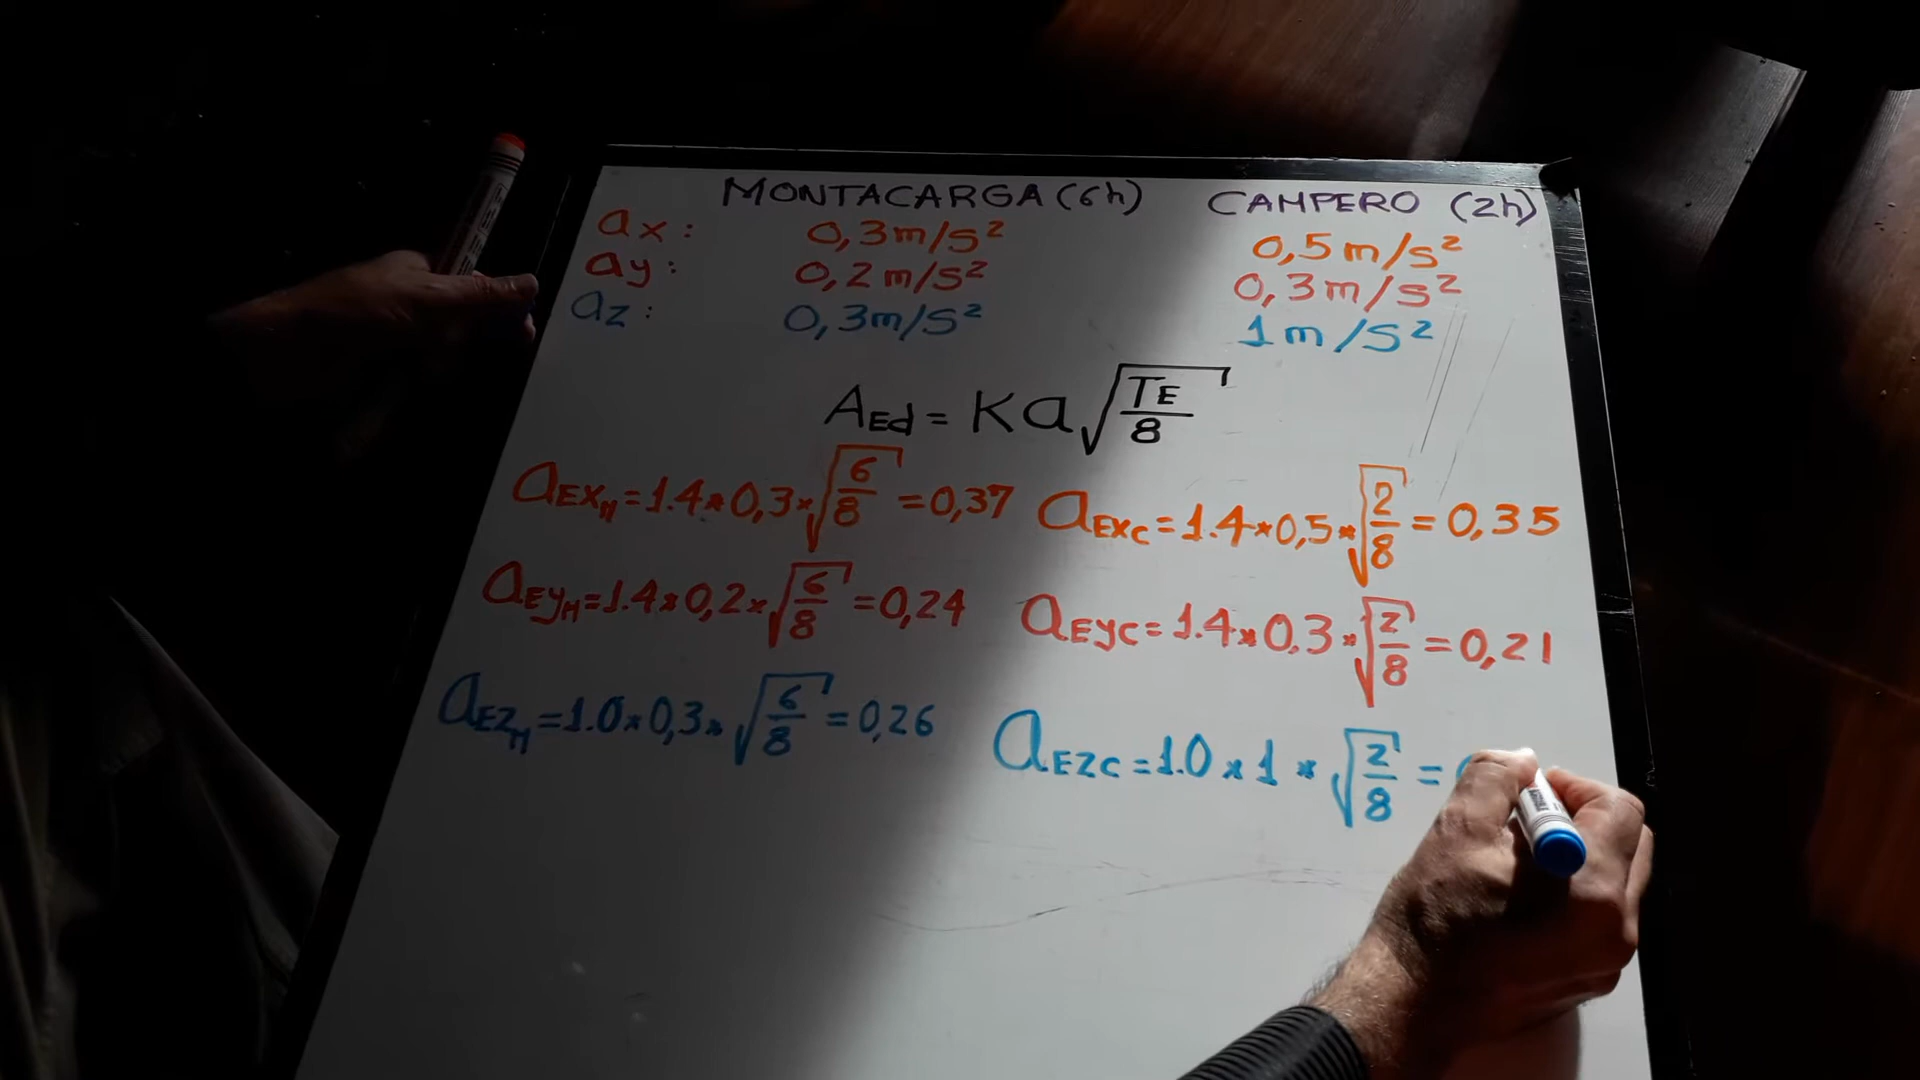 MONTACARGA (6h) CAMPERO (2h)
ax: 0,3m/s² 0,5m/s²
ay: 0,2m/s² 0,3m/s²
az: 0,3m/s² 1m/s²
AEd = Ka√TE/8
aEXM=1.4*0,3*√6/8=0,37 aEXC=1.4*0,5*√2/8=0,35
aEyM=1.4*0,2*√6/8=0,24 aEyC=1.4*0.3*√2/8=0,21
aEZM=1.0*0,3*√6/8=0,26 aEZC=1.0*1*√2/8=